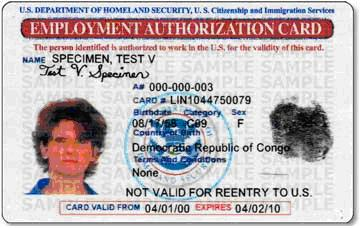 U.S. DEPARTMENT OF HOMELAND SECURITY, U.S. Citizenship and Immigration Services
EMPLOYMENT AUTHORIZATION CARD
The person identified is authorized to work in the U.S. for the validity of this card.
NAME SPECIMEN, TEST V
Test V. Specimen
A# 000-000-003
CARD # LIN1044750079
Birthdate Category Sex
08/17/68 C09 F
Country of Birth
Democratic Republic of Congo
Terms And Conditions
None
NOT VALID FOR REENTRY TO U.S.
CARD VALID FROM 04/01/00 EXPIRES 04/02/10